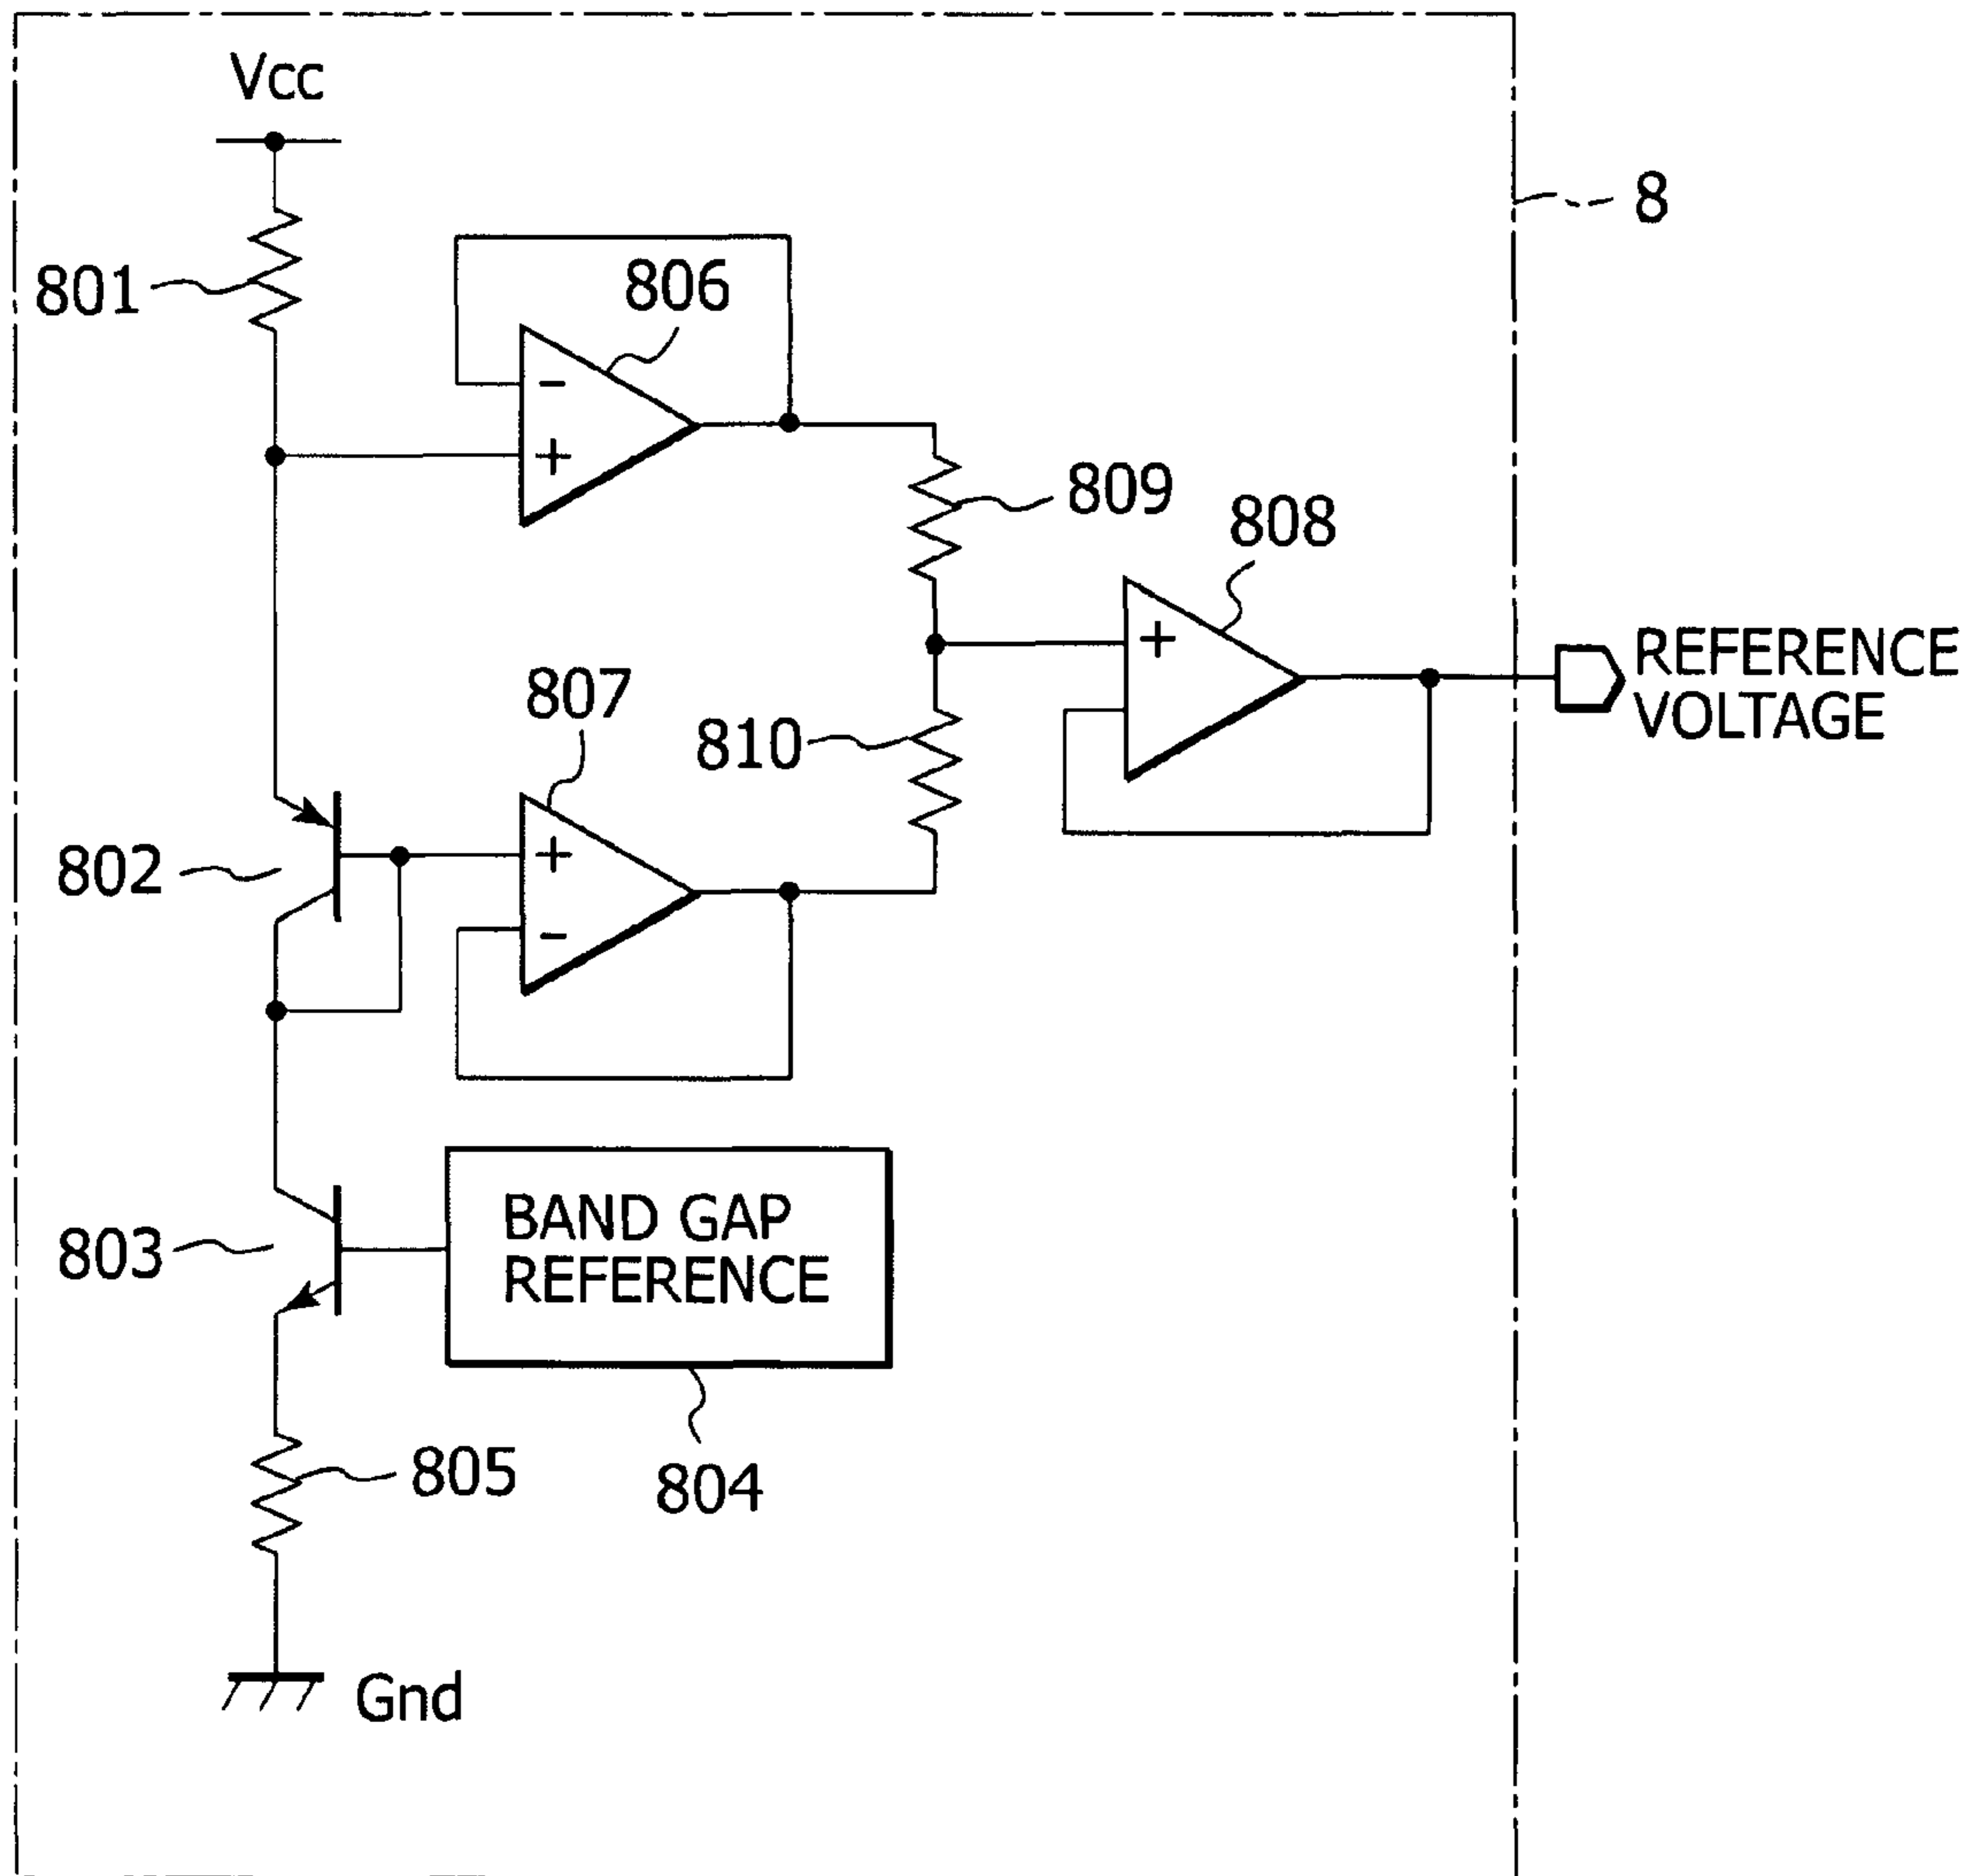 Vcc
8
801
806
809
808
REFERENCE
VOLTAGE
807
810
802
803
BAND GAP
REFERENCE
805
804
Gnd
-
+
+
+
-